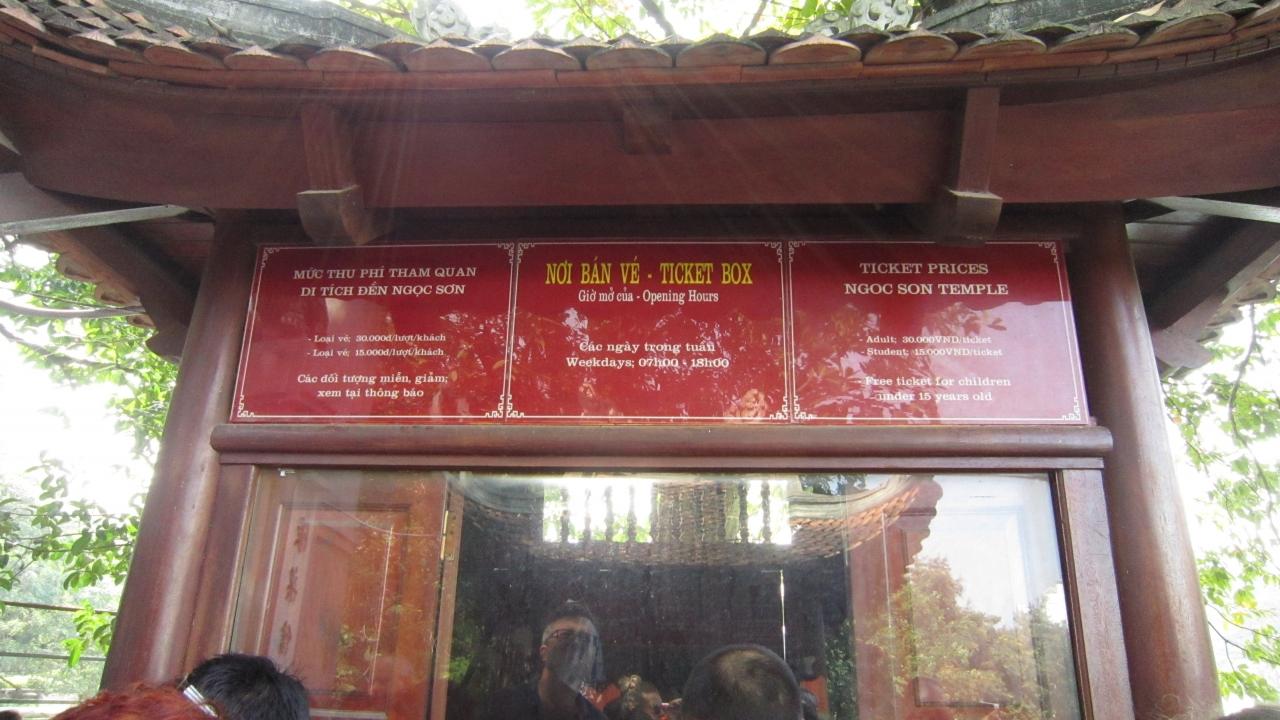 MỨC THU PHÍ THAM QUAN
DI TÍCH ĐỀN NGỌC SƠN
- Loại vé; 30.000đ/lượt/khách
- Loại vé; 15.000đ/lượt/khách
Các đối tượng miễn, giảm;
xem tại thông báo
NƠI BÁN VÉ - TICKET BOX
Giờ mở của - Opening Hours
Các ngày trong tuần
Weekdays; 07h00 - 18h00
TICKET PRICES
NGOC SON TEMPLE
- Adult; 30.000VND/ticket
- Student; 15.000VND/ticket
- Free ticket for children
under 15 years old